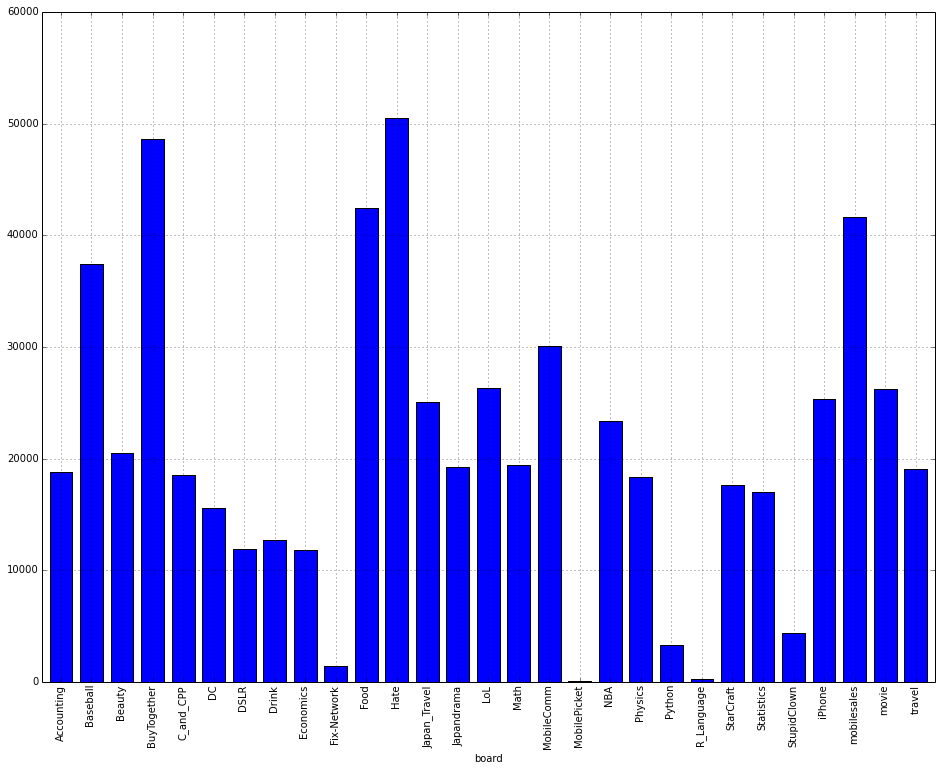 60000
50000
40000
30000
20000
10000
0
Accounting
Baseball
Beauty
BuyTogether
C_and_CPP
DC
DSLR
Drink
Economics
Fix-Network
Food
Hate
Japan_Travel
Japandrama
LoL
Math
MobileComm
MobilePicket
NBA
Physics
Python
R_Language
StarCraft
Statistics
StupidClown
iPhone
mobilesales
movie
travel
board